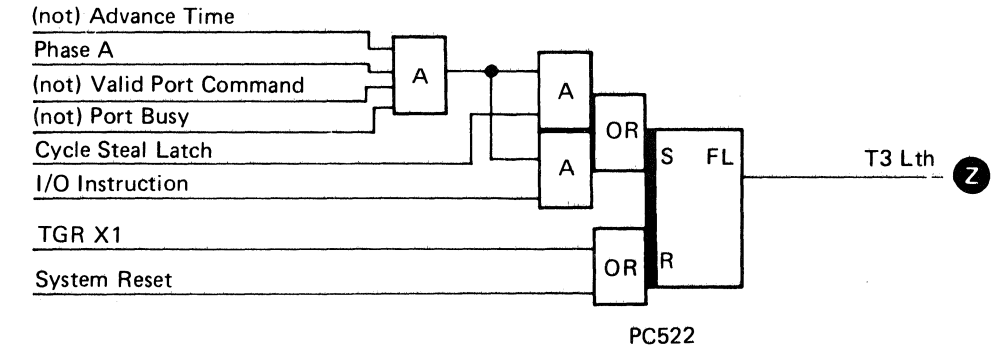 (not) Advance Time
Phase A
(not) Valid Port Command
(not) Port Busy
Cycle Steal Latch
I/O Instruction
TGR X1
System Reset
A
A
A
OR
OR
S FL
R
T3 Lth
Z
PC522